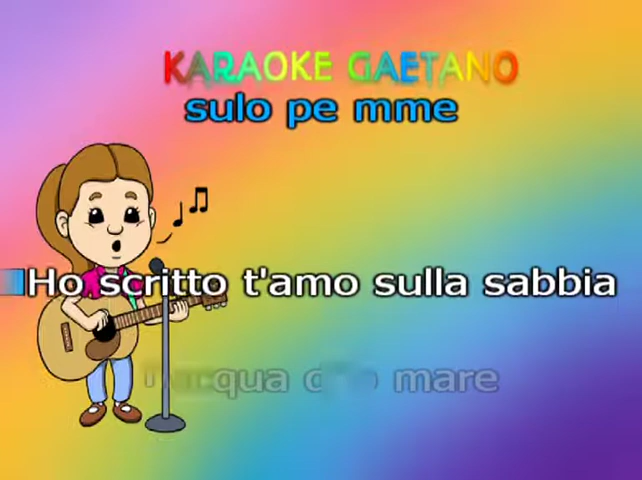 KARAOKE GAETANO
sulo pe mme
Ho scritto t'amo sulla sabbia
mare